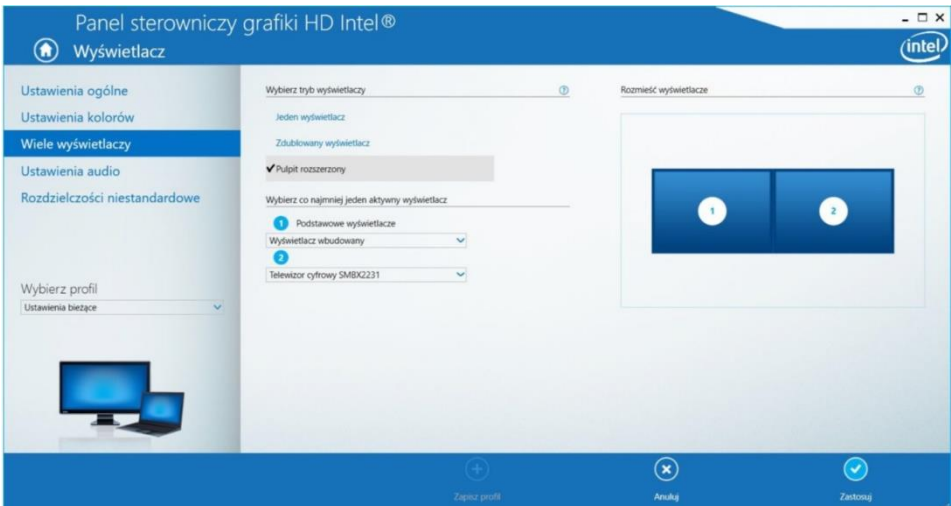 Panel sterowniczy grafiki HD Intel®
Wyświetlacz
intel
Ustawienia ogólne
Ustawienia kolorów
Wiele wyświetlaczy
Ustawienia audio
Rozdzielczości niestandardowe
Wybierz profil
Ustawienia bieżące
Wybierz tryb wyświetlaczy
Jeden wyświetlacz
Zdublowany wyświetlacz
Pulpit rozszerzony
Wybierz co najmniej jeden aktywny wyświetlacz
1 Podstawowe wyświetlacze
Wyświetlacz wbudowany
2
Telewizor cyfrowy SMBX2231
Rozmieść wyświetlacze
1 2
Zapisz profil
Anuluj
Zastosuj